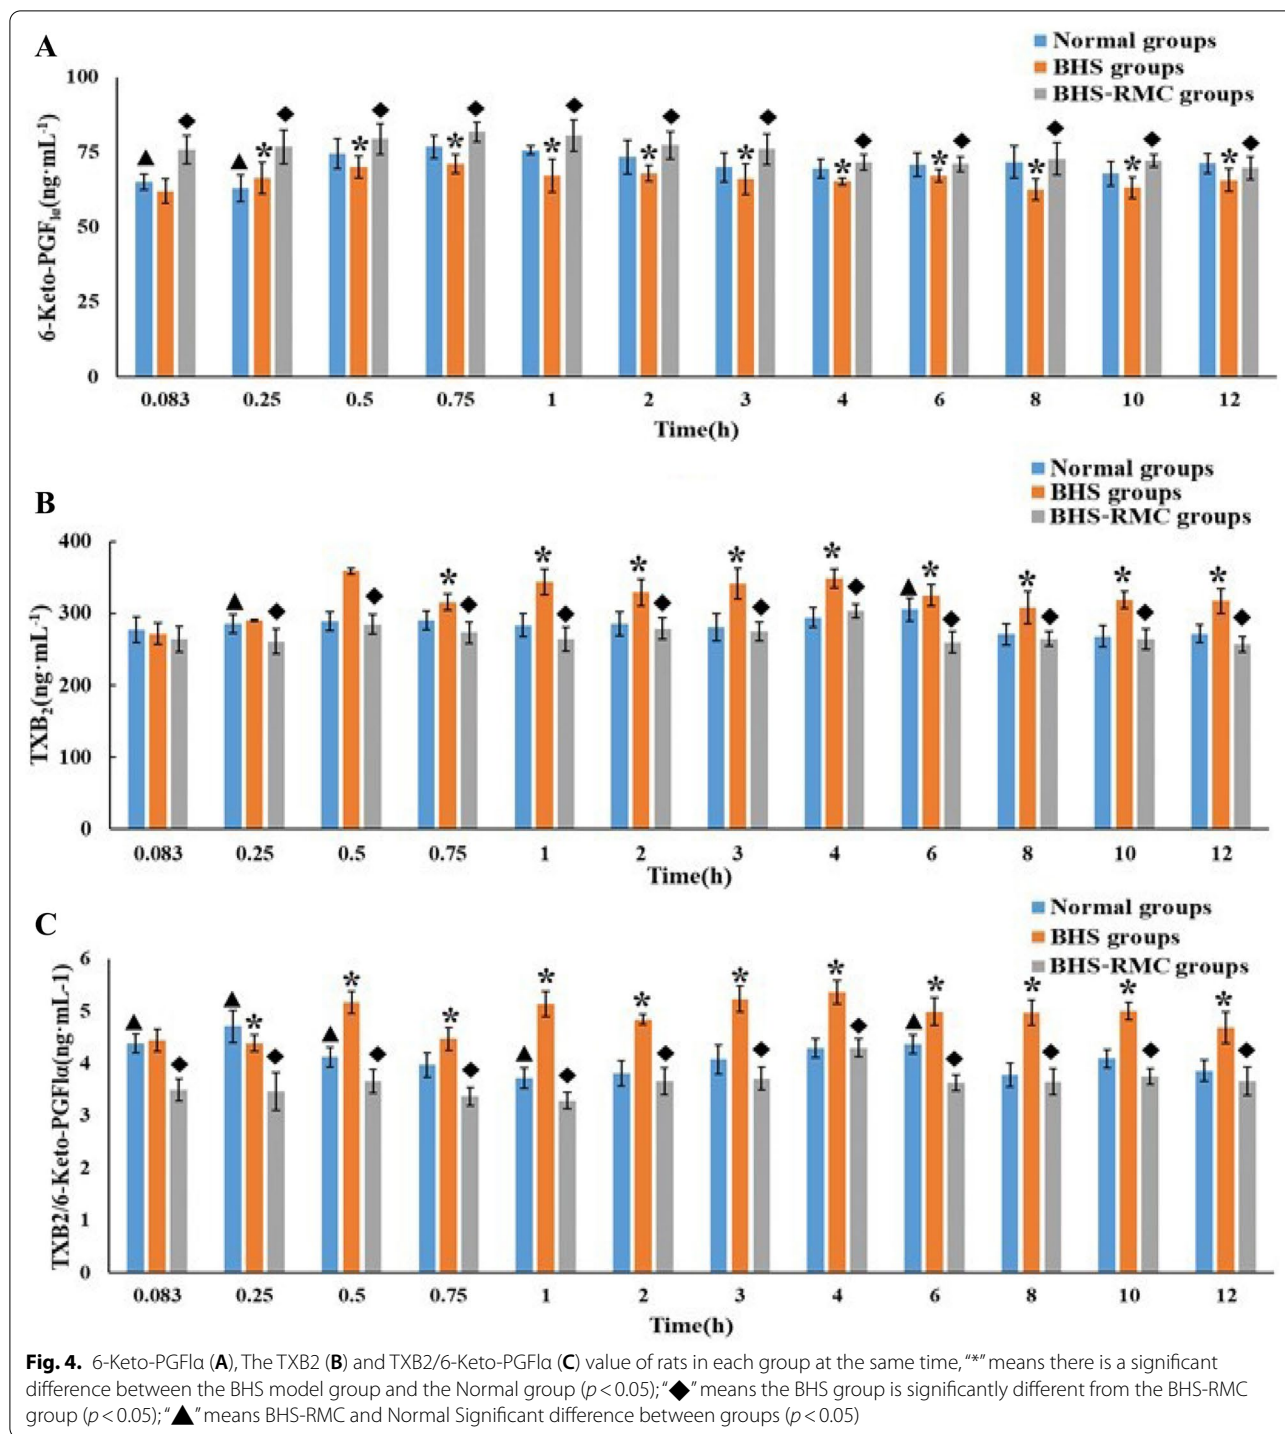 A
Normal groups
BHS groups
BHS-RMC groups
100
75
50
25
0
6-Keto-PGF1α(ng·mL-1)
0.083 0.25 0.5 0.75 1 2 3 4 6 8 10 12
Time(h)
B
Normal groups
BHS groups
BHS-RMC groups
400
300
200
100
0
TXB2(ng·mL-1)
0.083 0.25 0.5 0.75 1 2 3 4 6 8 10 12
Time(h)
C
Normal groups
BHS groups
BHS-RMC groups
6
5
4
3
2
1
0
TXB2/6-Keto-PGFlα(ng·mL-1)
0.083 0.25 0.5 0.75 1 2 3 4 6 8 10 12
Time(h)
Fig. 4. 6-Keto-PGFlα (A), The TXB2 (B) and TXB2/6-Keto-PGFlα (C) value of rats in each group at the same time, "*" means there is a significant
difference between the BHS model group and the Normal group (p < 0.05); "◆" means the BHS group is significantly different from the BHS-RMC
group (p < 0.05); "▲" means BHS-RMC and Normal Significant difference between groups (p < 0.05)